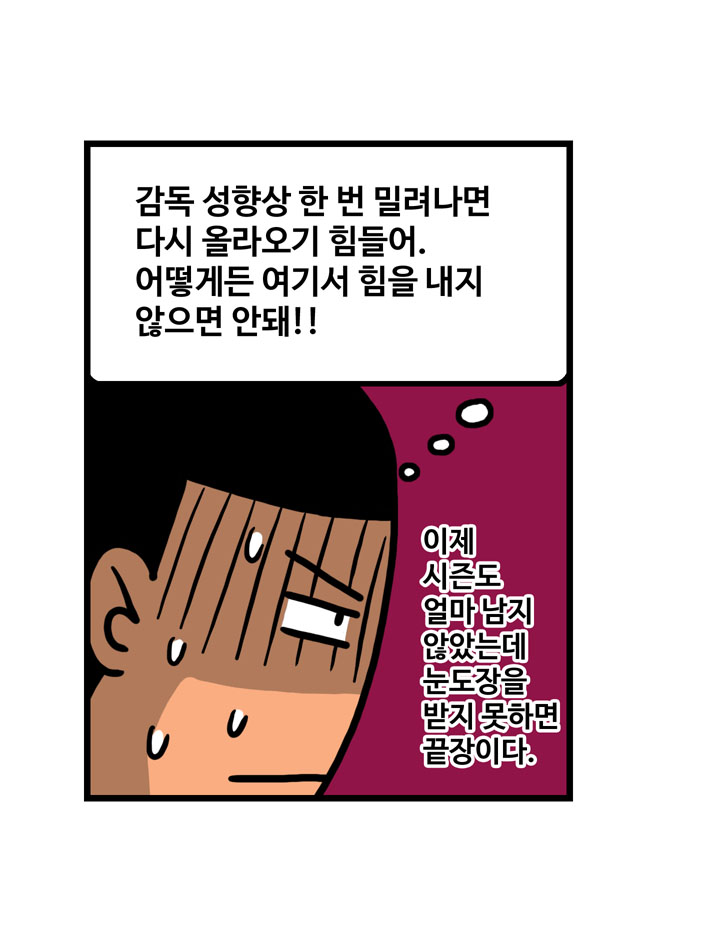 감독 성향상 한 번 밀려나면
다시 올라오기 힘들어.
어떻게든 여기서 힘을 내지
않으면 안돼!!
이제
시즌도
얼마 남지
않았는데
눈도장을
받지 못하면
끝장이다.